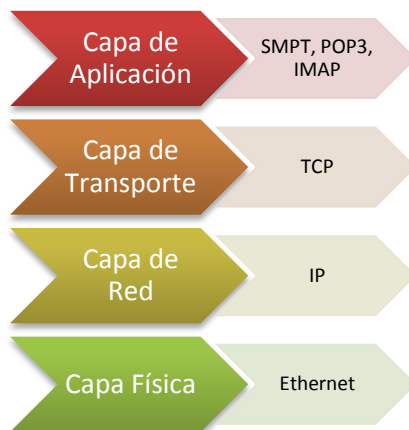 Capa de
Aplicación
SMPT, POP3,
IMAP
Capa de
Transporte
TCP
Capa de
Red
IP
Capa Física
Ethernet